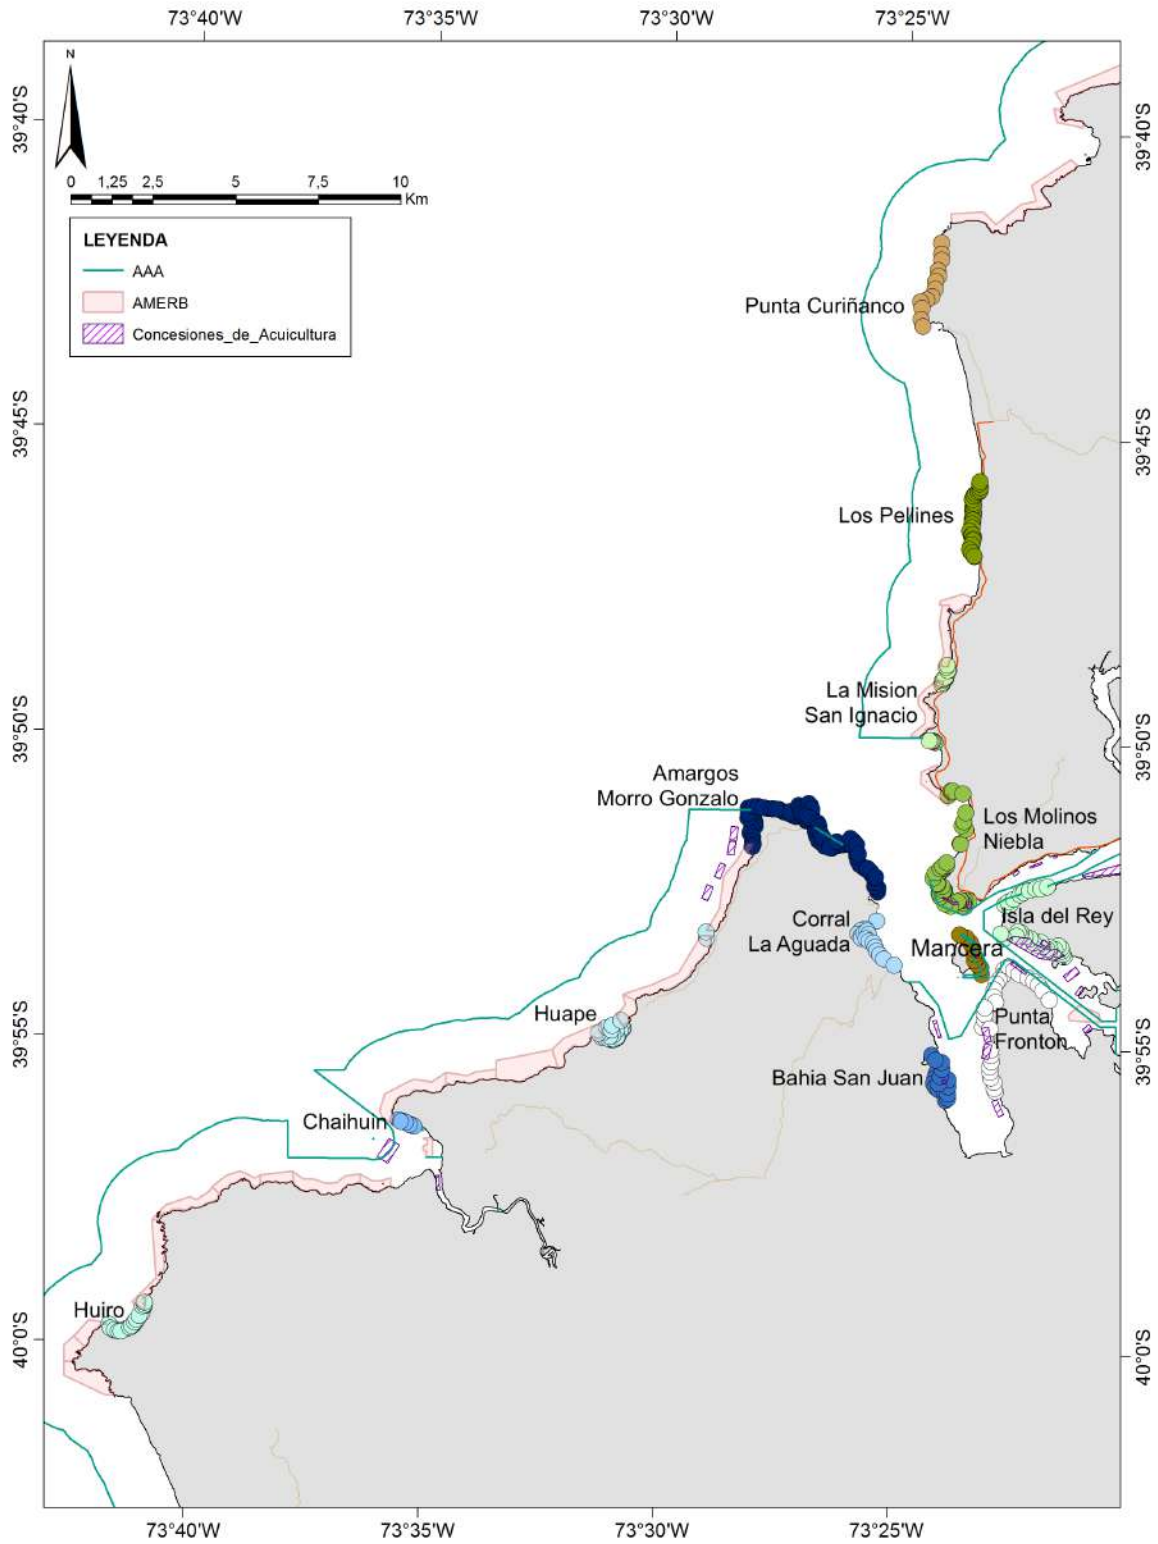 73°40'W 73°35'W 73°30'W 73°25'W
N
39°40'S
39°40'S
0 1,25 2,5 5 7,5 10
Km
LEYENDA
AAA
AMERB
Concesiones_de_Acuicultura
Punta Curiñanco
39°45'S
39°45'S
Los Pellines
La Mision
San Ignacio
39°50'S
39°50'S
Amargos
Morro Gonzalo
Los Molinos
Niebla
Isla del Rey
Corral
La Aguada
Mancera
Huape
Punta
Fronton
39°55'S
39°55'S
Bahia San Juan
Chaihuin
Huiro
40°0'S
40°0'S
73°40'W 73°35'W 73°30'W 73°25'W